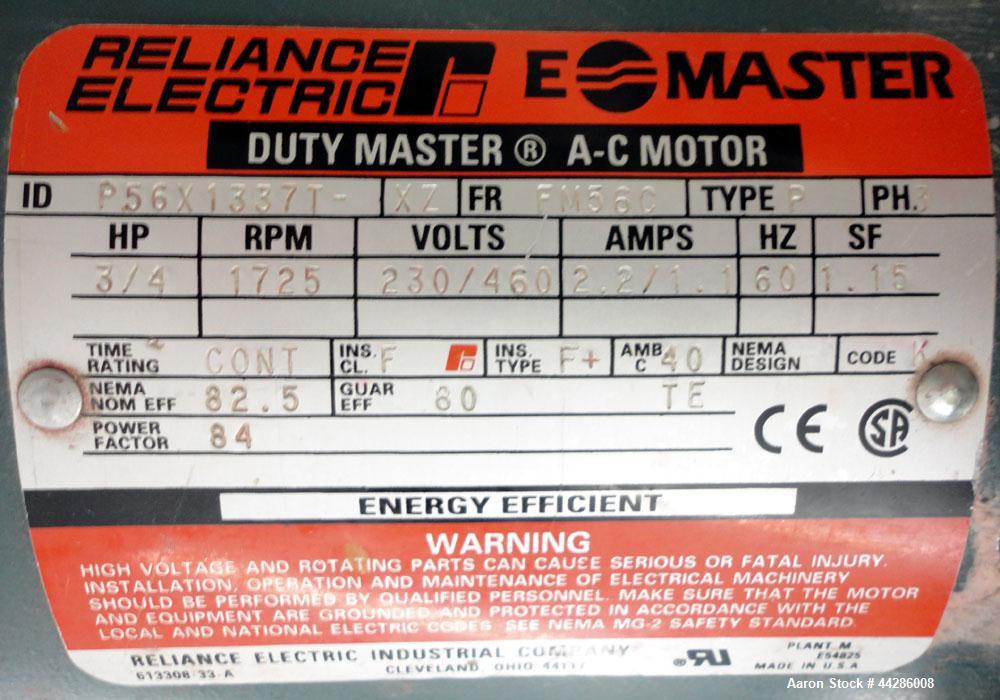 RELIANCE ELECTRIC E MASTER
DUTY MASTER ® A-C MOTOR
ID P56X1337T- XZ FR FM56C TYPE P PH. 3
HP RPM VOLTS AMPS HZ SF
3/4 1725 230/460 2.2/1.1 60 1.15
TIME RATING CONT INS. CL. F INS. TYPE F+ AMB C 40 NEMA DESIGN CODE K
NEMA NOM EFF 82.5 GUAR EFF 80 TE
POWER FACTOR 84
CE SA
ENERGY EFFICIENT
WARNING
HIGH VOLTAGE AND ROTATING PARTS CAN CAUSE SERIOUS OR FATAL INJURY.
INSTALLATION, OPERATION AND MAINTENANCE OF ELECTRICAL MACHINERY
SHOULD BE PERFORMED BY QUALIFIED PERSONNEL. MAKE SURE THAT THE MOTOR
AND EQUIPMENT ARE GROUNDED AND PROTECTED IN ACCORDANCE WITH THE
LOCAL AND NATIONAL ELECTRIC CODES. SEE NEMA MG-2 SAFETY STANDARD.
RELIANCE ELECTRIC INDUSTRIAL COMPANY
CLEVELAND, OHIO 44117
613308-33-A
PLANT M
E54825
MADE IN U.S.A
Aaron Stock # 44286008